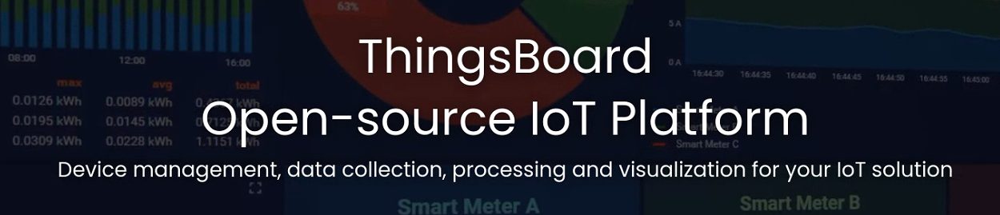 63%
5 A
0 A
08:00 12:00 16:00
16:44:30 16:44:35 16:44:40 16:44:45 16:44:50 16:44:55 16:45:00
ThingsBoard
max avg total
0.0126 kWh 0.0089 kWh kWh
0.0195 kWh 0.0145 kWh kWh
0.0309 kWh 0.0228 kWh 1.1151 kWh
Open-source IoT Platform
Smart Meter C
Device management, data collection, processing and visualization for your IoT solution
Smart Meter A
Smart Meter B